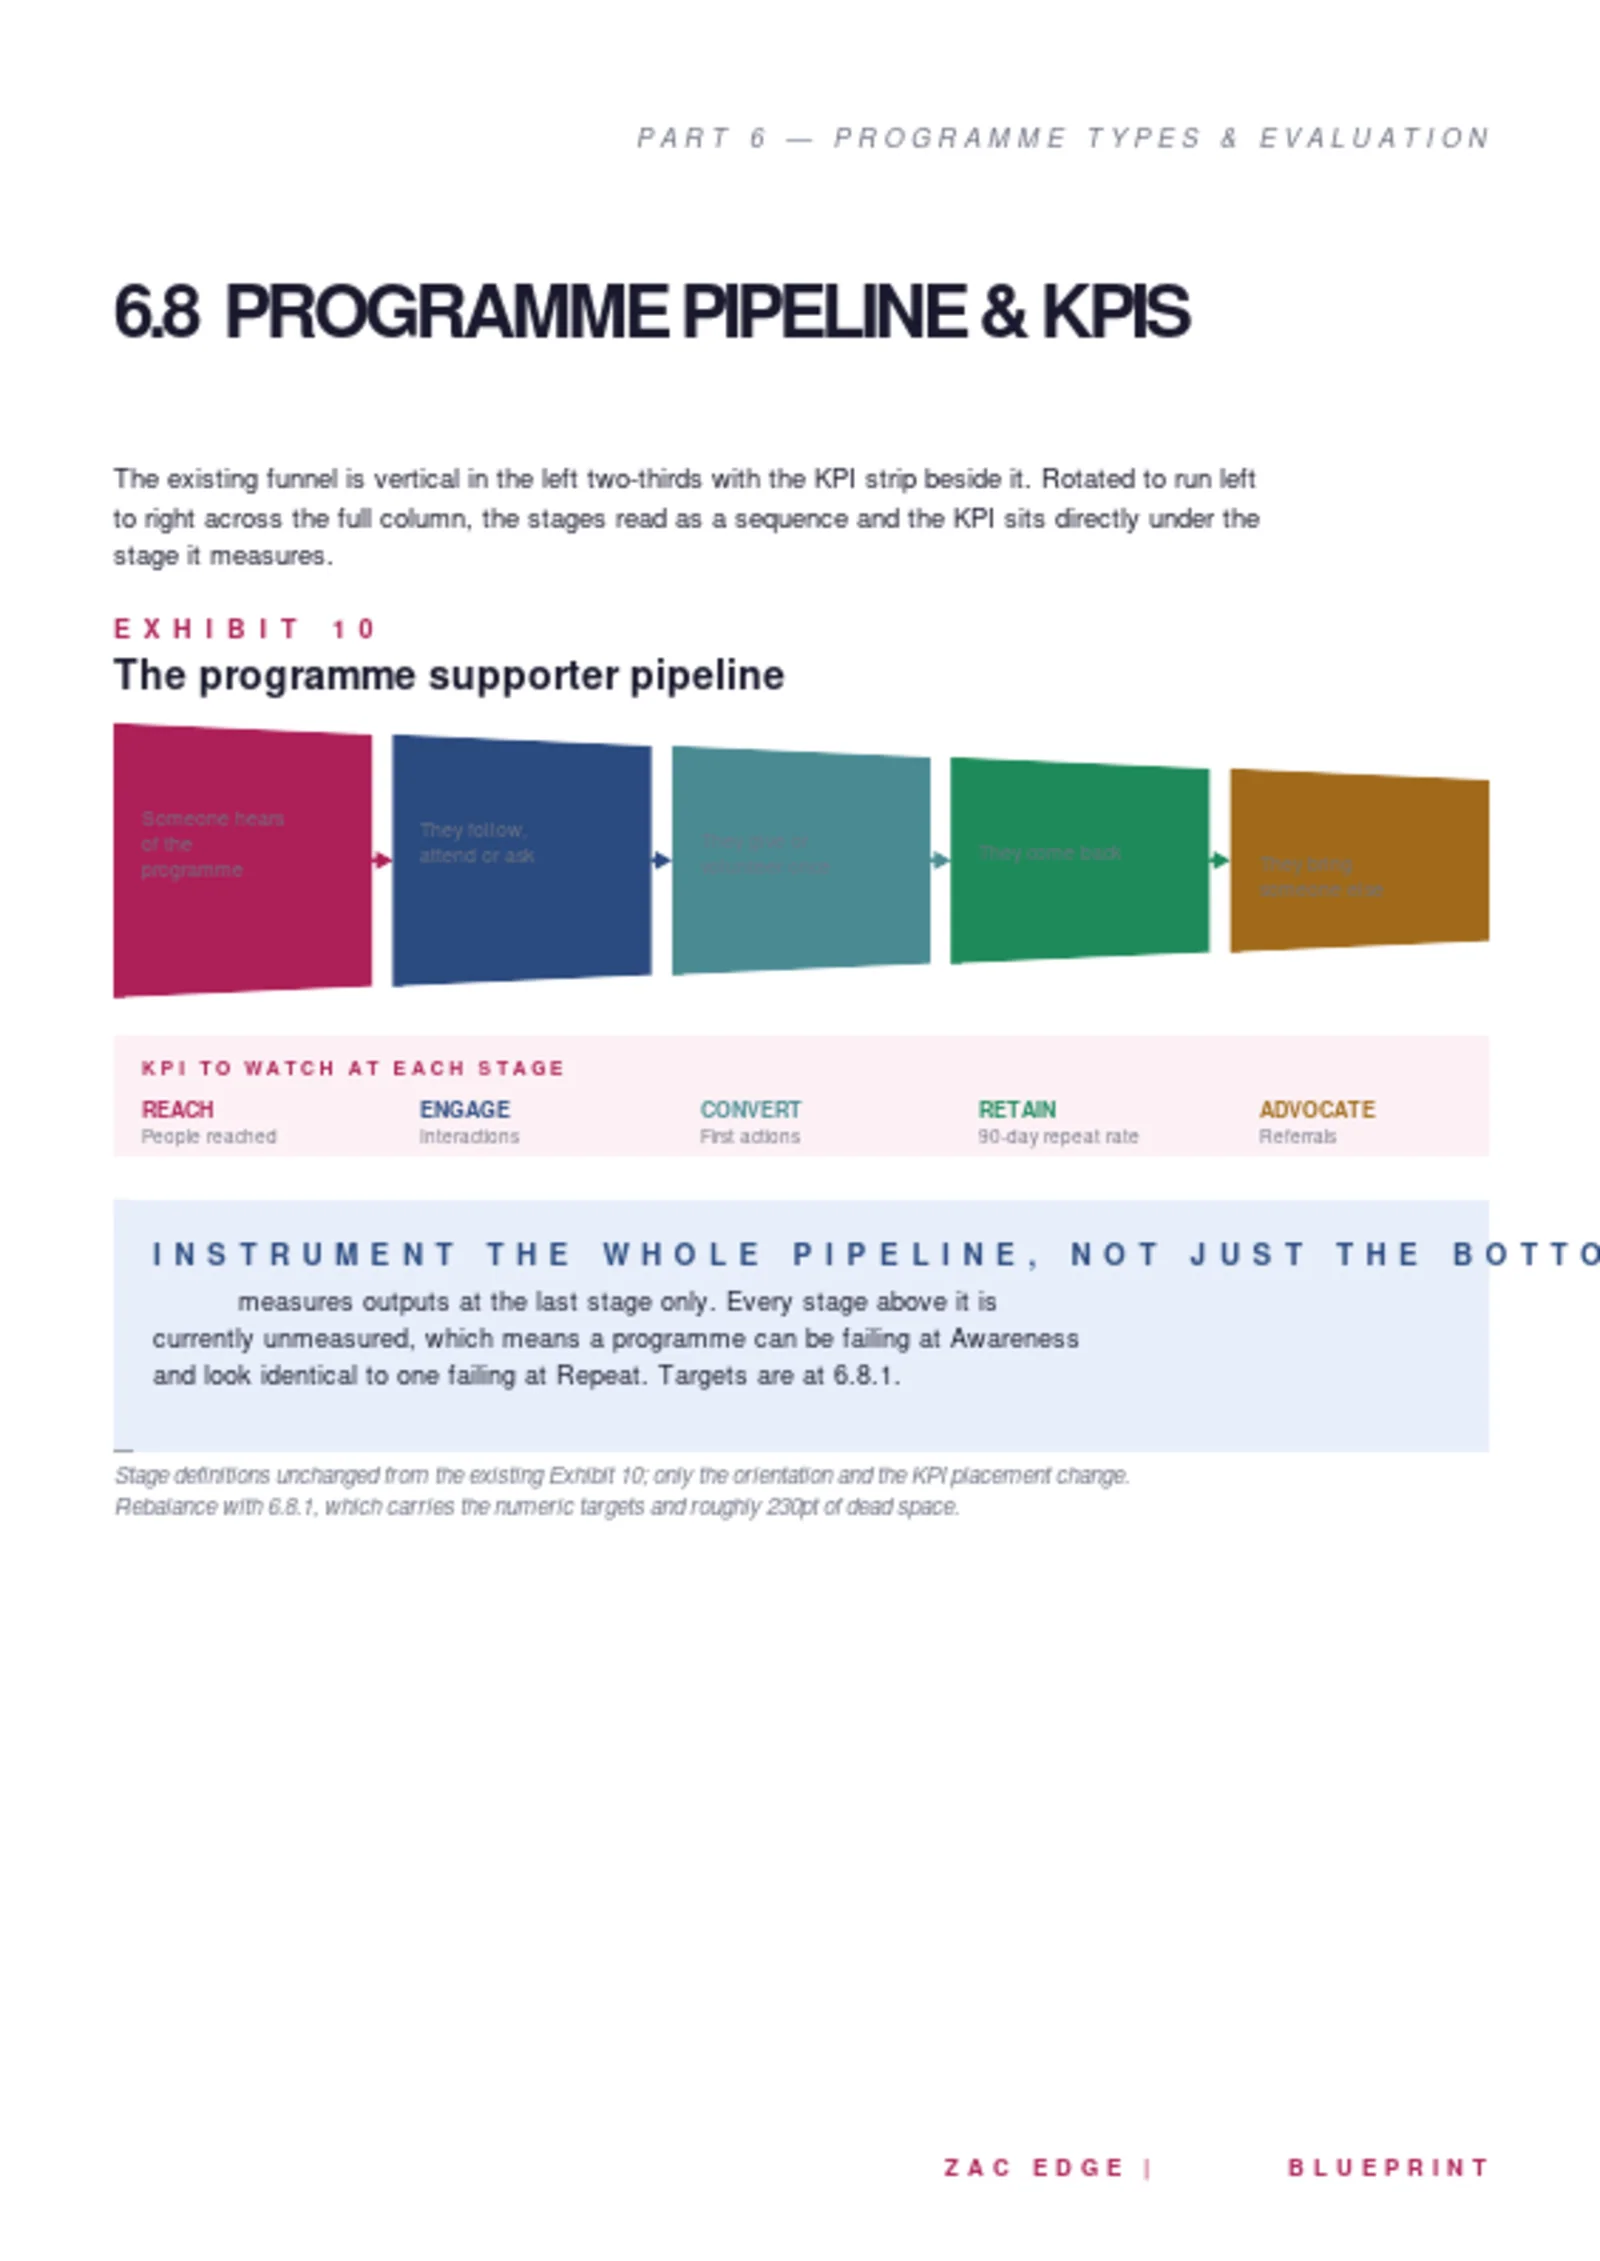 PART 6 — PROGRAMME TYPES & EVALUATION
6.8 PROGRAMME PIPELINE & KPIS
The existing funnel is vertical in the left two-thirds with the KPI strip beside it. Rotated to run left
to right across the full column, the stages read as a sequence and the KPI sits directly under the
stage it measures.
EXHIBIT 10
The programme supporter pipeline
Someone hears
of the
programme
They follow,
attend or ask
They give or
They come back
They bring
someone else
KPI TO WATCH AT EACH STAGE
REACH
People reached
ENGAGE
Interactions
CONVERT
First actions
RETAIN
90-day repeat rate
ADVOCATE
Referrals
INSTRUMENT THE WHOLE PIPELINE, NOT JUST THE BOTTO
measures outputs at the last stage only. Every stage above it is
currently unmeasured, which means a programme can be failing at Awareness
and look identical to one failing at Repeat. Targets are at 6.8.1.
Stage definitions unchanged from the existing Exhibit 10; only the orientation and the KPI placement change.
Rebalance with 6.8.1, which carries the numeric targets and roughly 230pt of dead space.
ZAC EDGE | BLUEPRINT